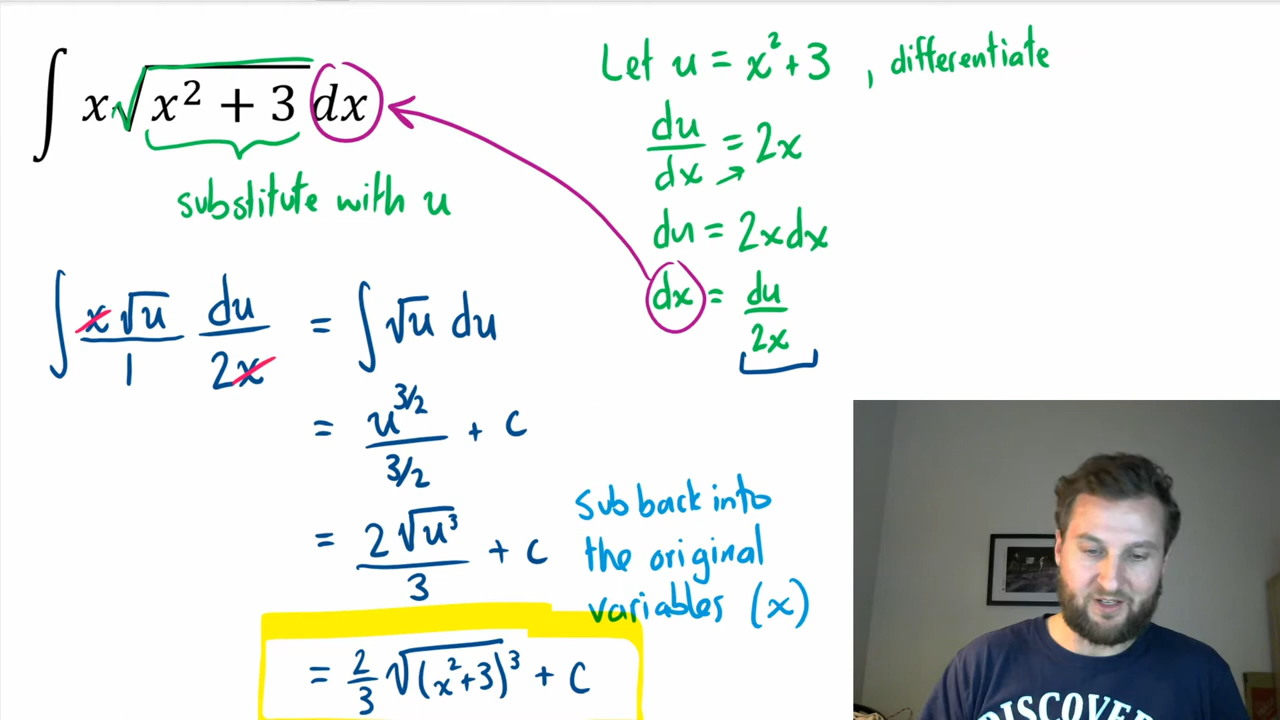 ∫ x√(x² + 3) dx
substitute with u
Let u = x² + 3 , differentiate
du/dx = 2x
du = 2x dx
dx = du/2x
∫ x√u/1 du/2x = ∫ √u du
= u^(3/2)/(3/2) + c
= 2√u³/3 + c
sub back into
the original
variables (x)
= 2/3 √(x²+3)³ + c
DISCOVER